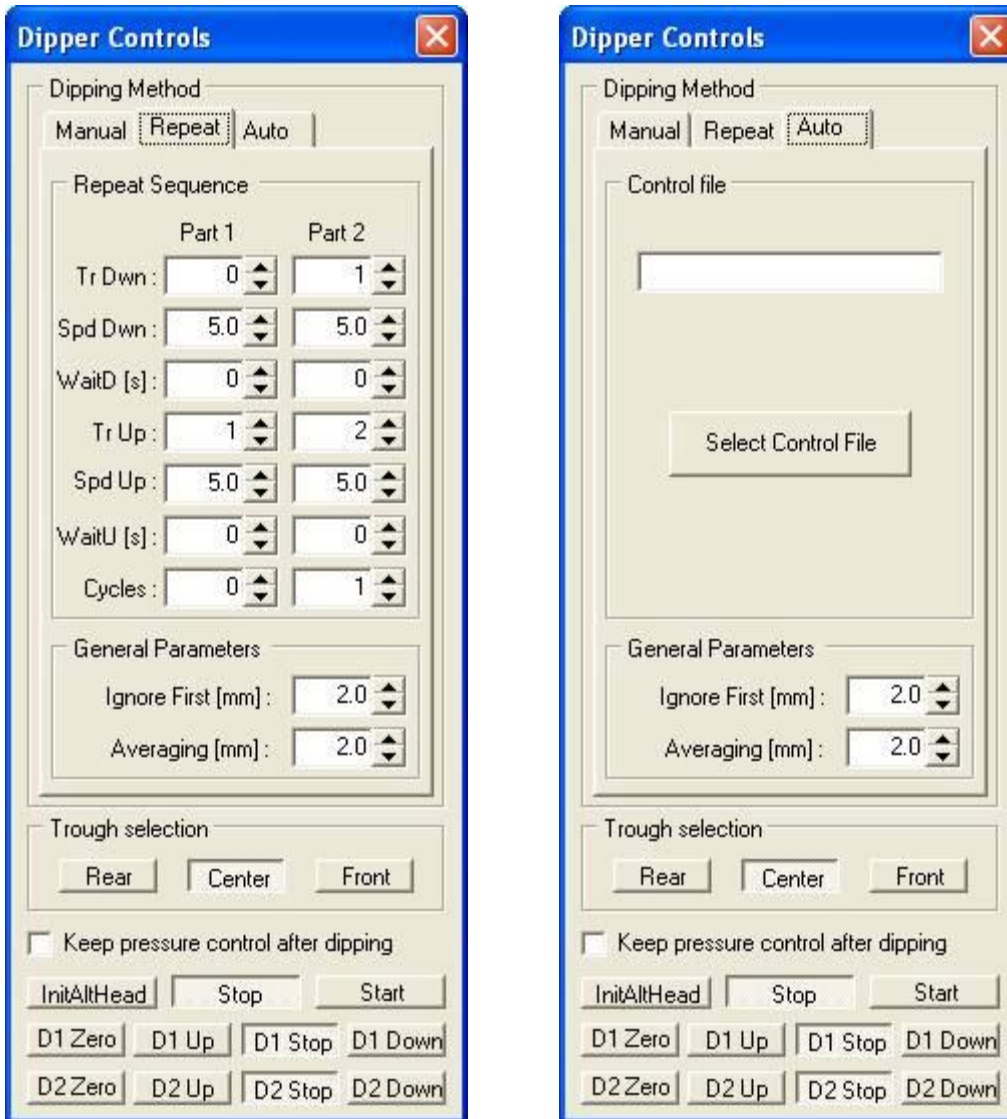 Dipper Controls
Dipping Method
Manual Repeat Auto
Repeat Sequence
Part 1 Part 2
Tr Dwn : 0 1
Spd Dwn : 5.0 5.0
WaitD [s] : 0 0
Tr Up : 1 2
Spd Up : 5.0 5.0
WaitU [s] : 0 0
Cycles : 0 1
General Parameters
Ignore First [mm] : 2.0
Averaging [mm] : 2.0
Trough selection
Rear Center Front
Keep pressure control after dipping
InitAltHead Stop Start
D1 Zero D1 Up D1 Stop D1 Down
D2 Zero D2 Up D2 Stop D2 Down
Dipper Controls
Dipping Method
Manual Repeat Auto
Control file
Select Control File
General Parameters
Ignore First [mm] : 2.0
Averaging [mm] : 2.0
Trough selection
Rear Center Front
Keep pressure control after dipping
InitAltHead Stop Start
D1 Zero D1 Up D1 Stop D1 Down
D2 Zero D2 Up D2 Stop D2 Down